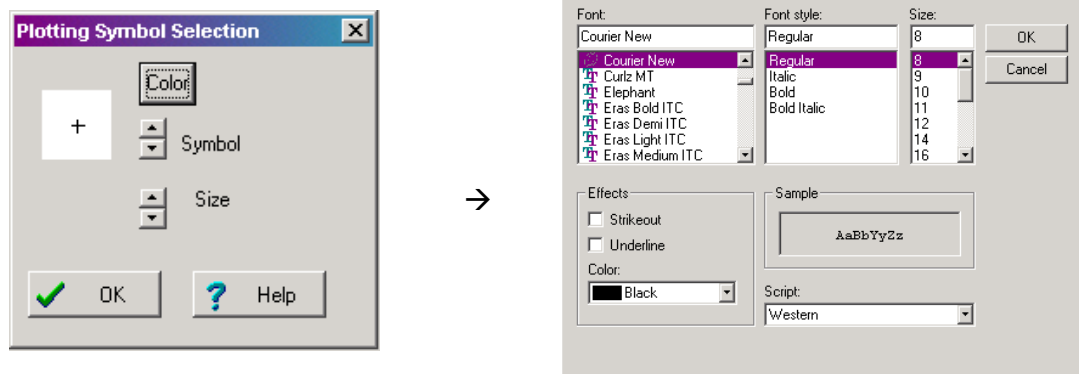 Plotting Symbol Selection
Color
+
Symbol
Size
OK
? Help
→
Font:
Courier New
Courier New
Curlz MT
Elephant
Eras Bold ITC
Eras Demi ITC
Eras Light ITC
Eras Medium ITC
Font style:
Regular
Regular
Italic
Bold
Bold Italic
Size:
8
8
9
10
11
12
14
16
OK
Cancel
Effects
Strikeout
Underline
Color:
Black
Sample
AaBbYyZz
Script:
Western